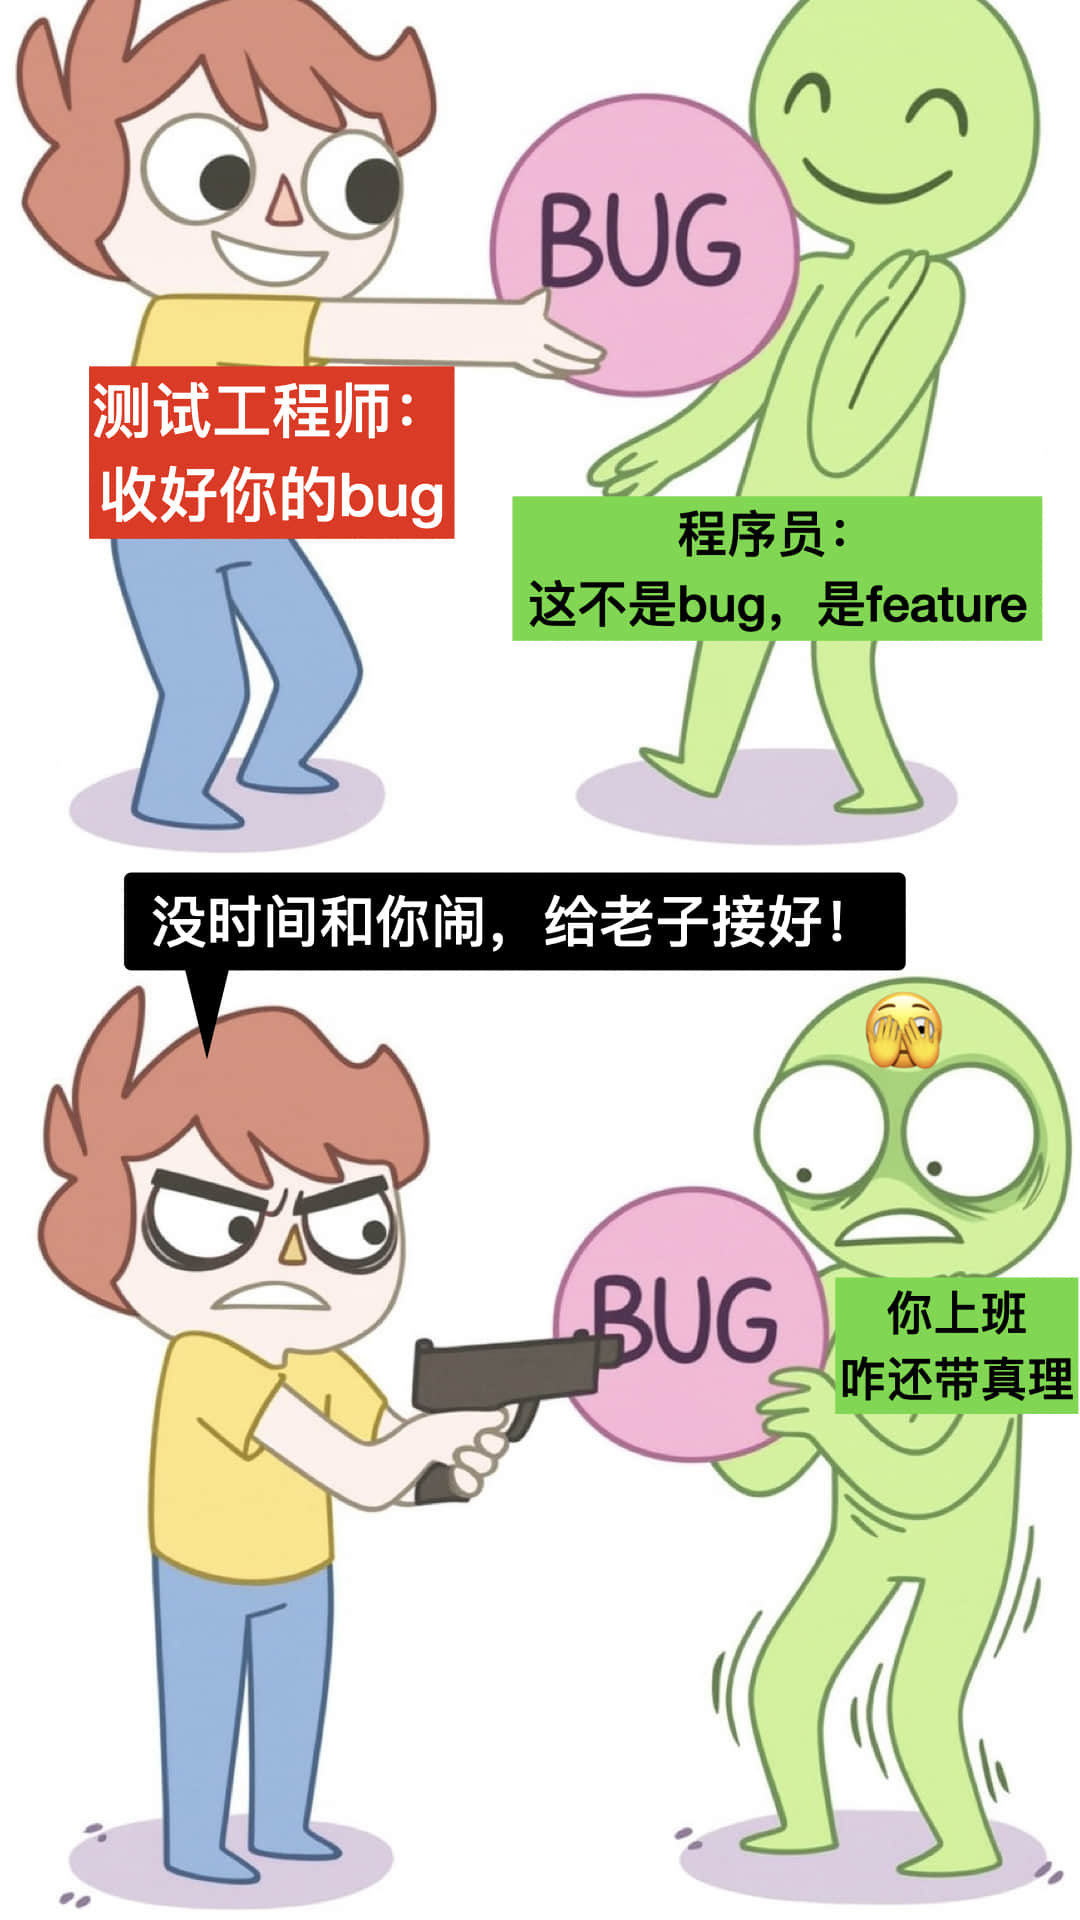 BUG
测试工程师：
收好你的bug
程序员：
这不是bug，是feature
没时间和你闹，给老子接好！
BUG
你上班
咋还带真理